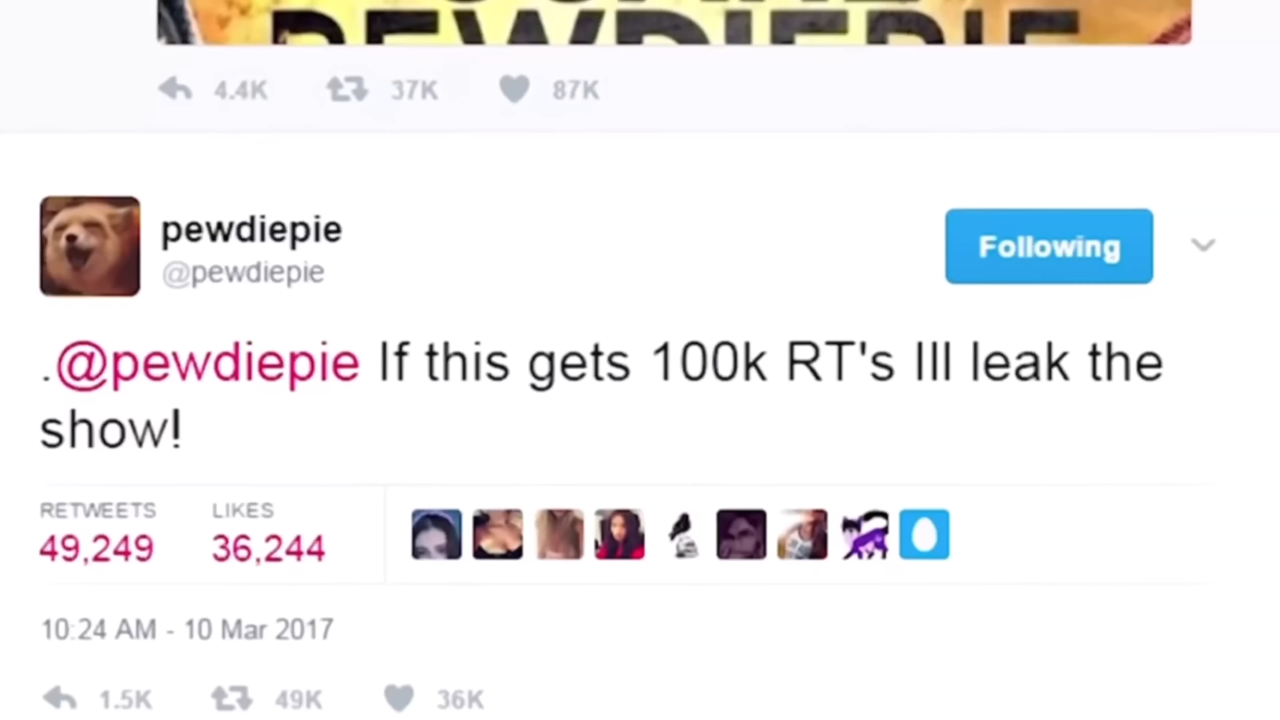 PEWDIEPIE
4.4K 37K 87K
pewdiepie
@pewdiepie
Following
.@pewdiepie If this gets 100k RT's Ill leak the
show!
RETWEETS LIKES
49,249 36,244
10:24 AM - 10 Mar 2017
1.5K 49K 36K